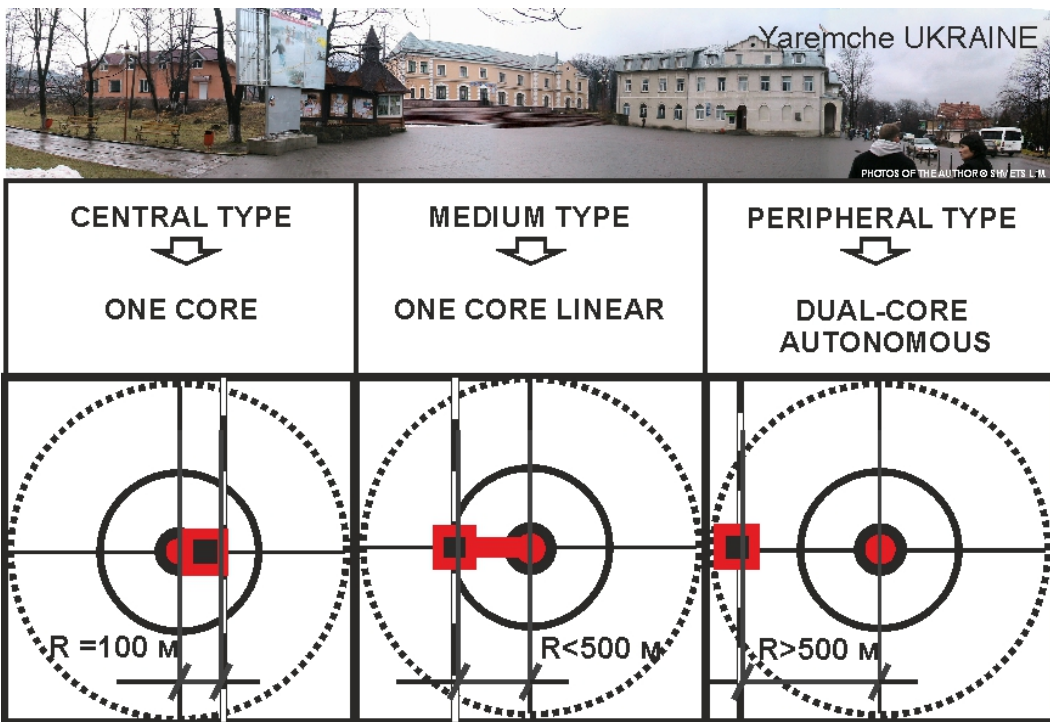 Yaremche UKRAINE
PHOTOS OF THE AUTHOR © SHVETS L.M.
CENTRAL TYPE
MEDIUM TYPE
PERIPHERAL TYPE
ONE CORE
ONE CORE LINEAR
DUAL-CORE
AUTONOMOUS
R =100 м
R<500 м
R>500 м